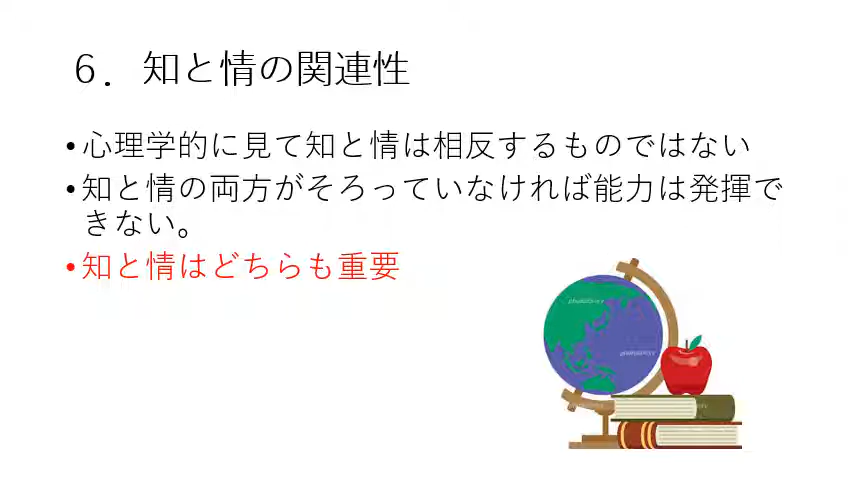 ６．知と情の関連性
•心理学的に見て知と情は相反するものではない
•知と情の両方がそろっていなければ能力は発揮で
きない。
•知と情はどちらも重要